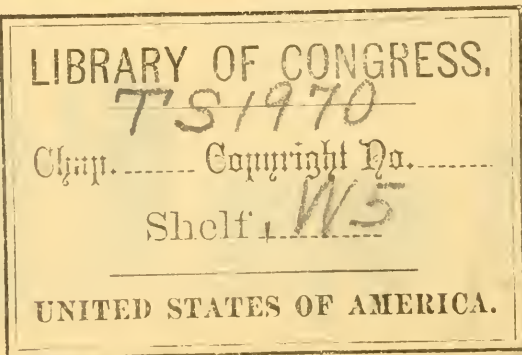 LIBRARY OF CONGRESS.
TS1970
Chap. ........ Copyright No. ........
Shelf. W5
UNITED STATES OF AMERICA.